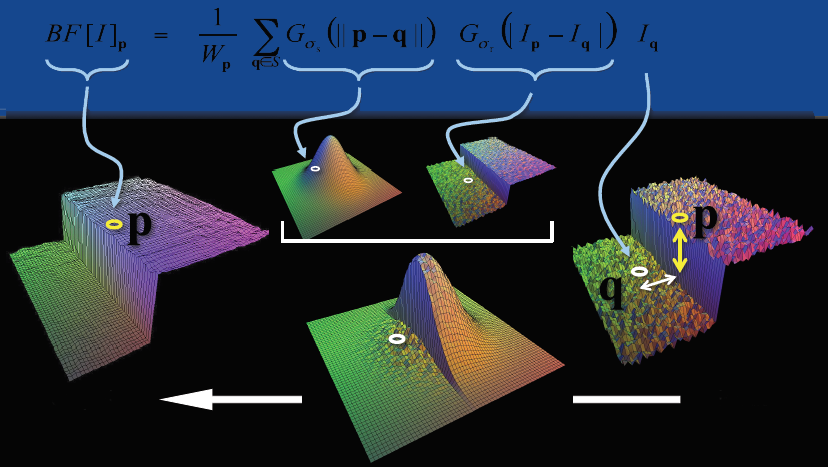 BF[I]_p = 1/W_p ∑_{q∈S} G_{σ_s}(|| p − q ||) G_{σ_r}(| I_p − I_q |) I_q
p
p
q